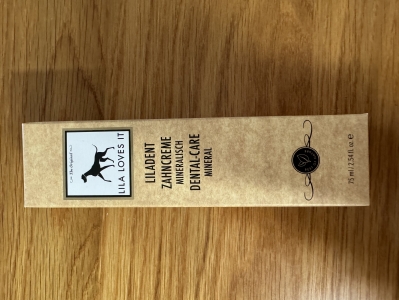 The Original
LILA LOVES IT
LILADENT
ZAHNCREME
MINERALISCH
DENTAL-CARE
MINERAL
75 ml / 2,54 fl. oz ℮